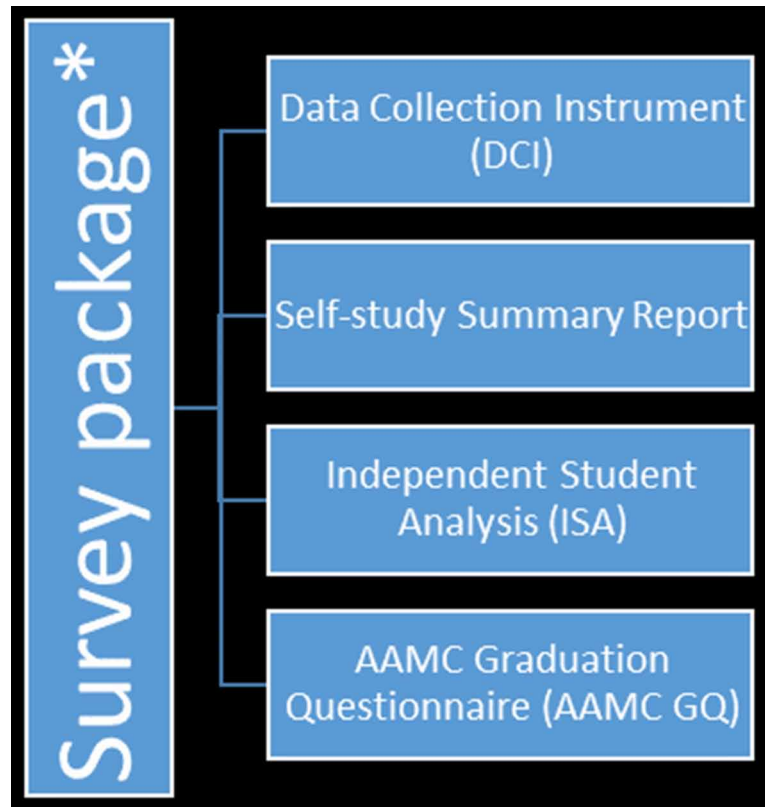 Survey package*
Data Collection Instrument
(DCI)
Self-study Summary Report
Independent Student
Analysis (ISA)
AAMC Graduation
Questionnaire (AAMC GQ)